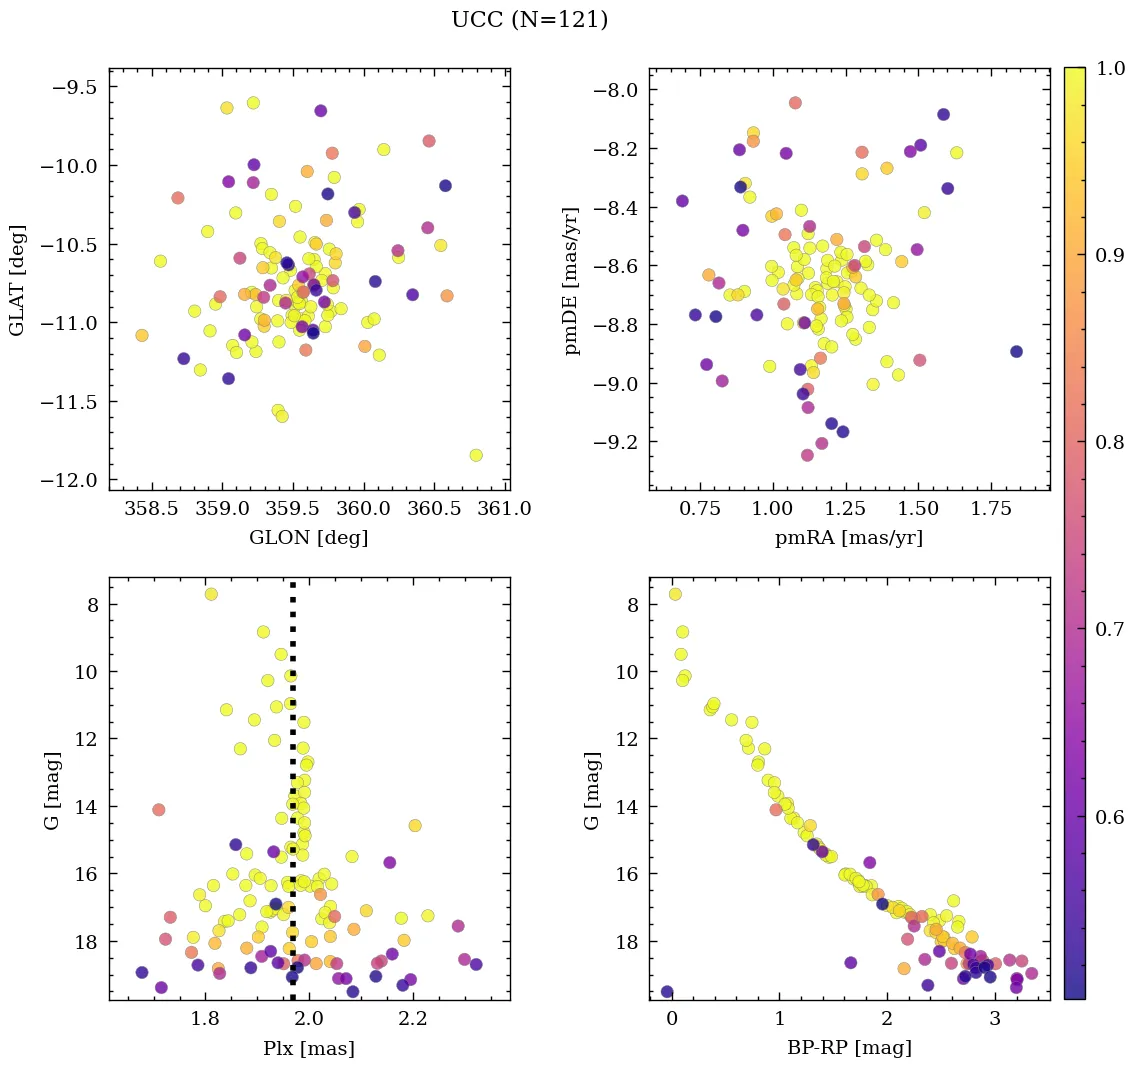 UCC (N=121)
−9.5
−10.0
−10.5
−11.0
−11.5
−12.0
GLAT [deg]
358.5 359.0 359.5 360.0 360.5 361.0
GLON [deg]
−8.0
−8.2
−8.4
−8.6
−8.8
−9.0
−9.2
pmDE [mas/yr]
0.75 1.00 1.25 1.50 1.75
pmRA [mas/yr]
1.0
0.9
0.8
0.7
0.6
8
10
12
14
16
18
G [mag]
1.8 2.0 2.2
Plx [mas]
8
10
12
14
16
18
G [mag]
0 1 2 3
BP-RP [mag]